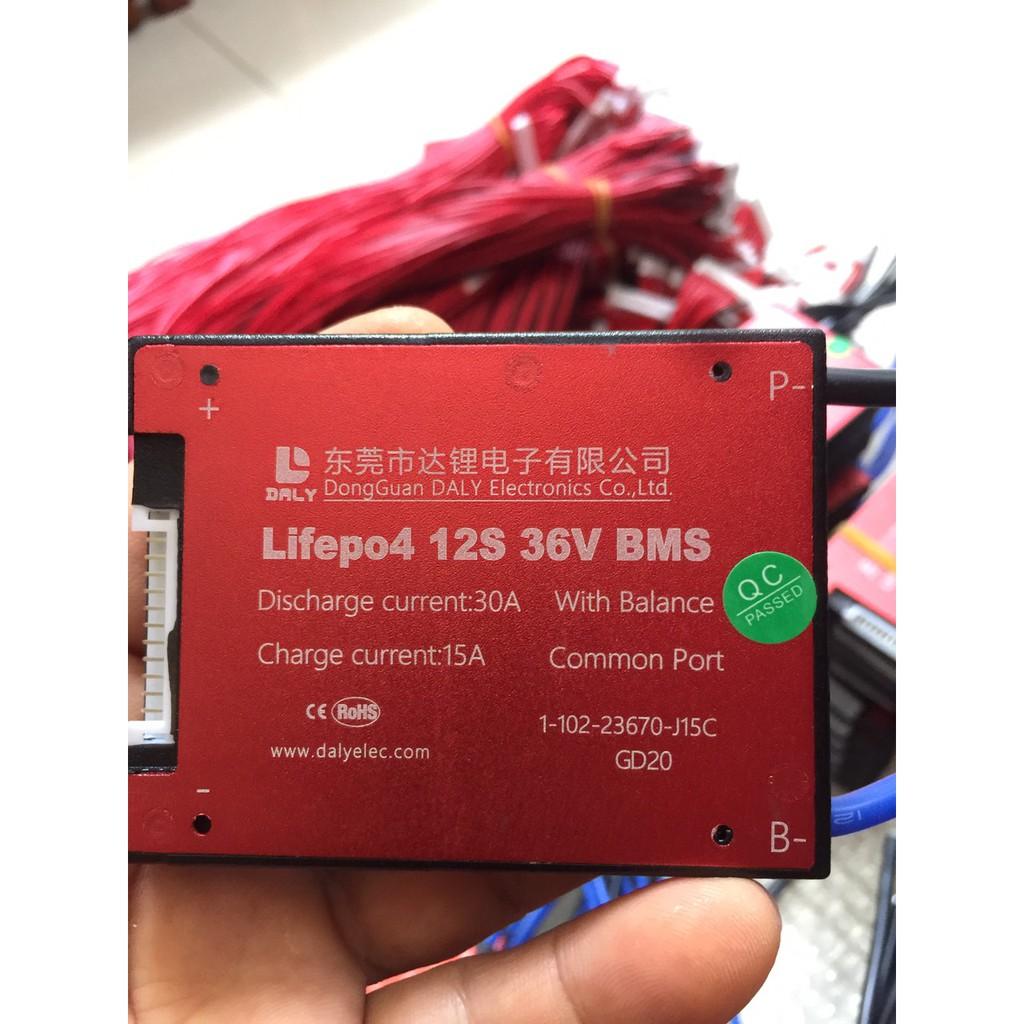 +
P-
东莞市达锂电子有限公司
DALY DongGuan DALY Electronics Co.,Ltd.
Lifepo4 12S 36V BMS
Discharge current:30A With Balance
QC
PASSED
Charge current:15A Common Port
CE RoHS
1-102-23670-J15C
www.dalyelec.com
GD20
-
B-